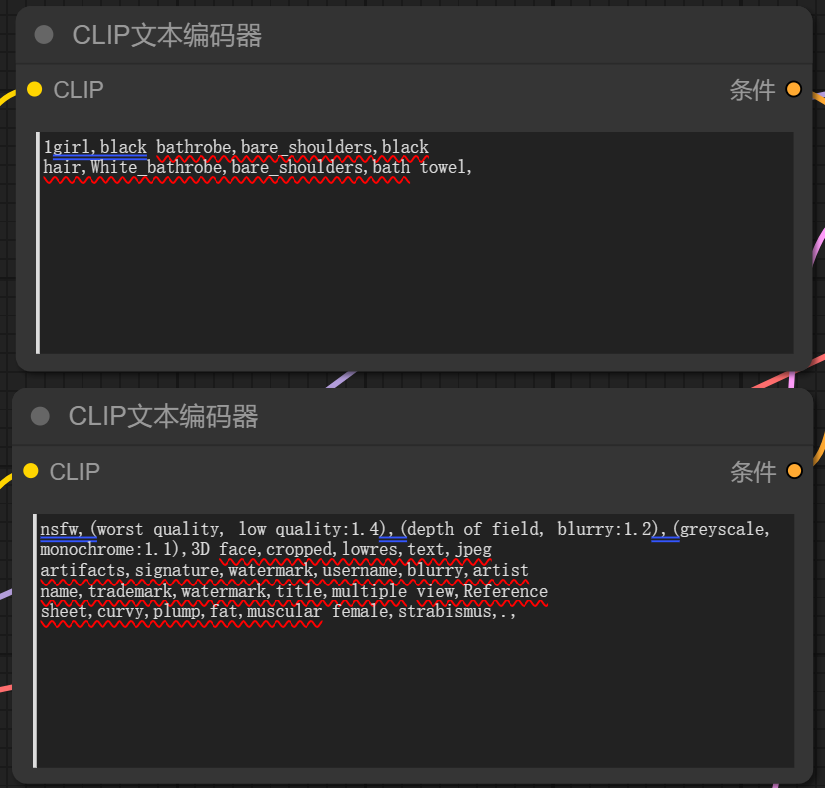 CLIP文本编码器
CLIP
条件
1girl,black bathrobe,bare_shoulders,black
hair,White_bathrobe,bare_shoulders,bath towel,
CLIP文本编码器
CLIP
条件
nsfw,(worst quality, low quality:1.4),(depth of field, blurry:1.2),(greyscale,
monochrome:1.1),3D face,cropped,lowres,text,jpeg
artifacts,signature,watermark,username,blurry,artist
name,trademark,watermark,title,multiple view,Reference
sheet,curvy,plump,fat,muscular female,strabismus,.,